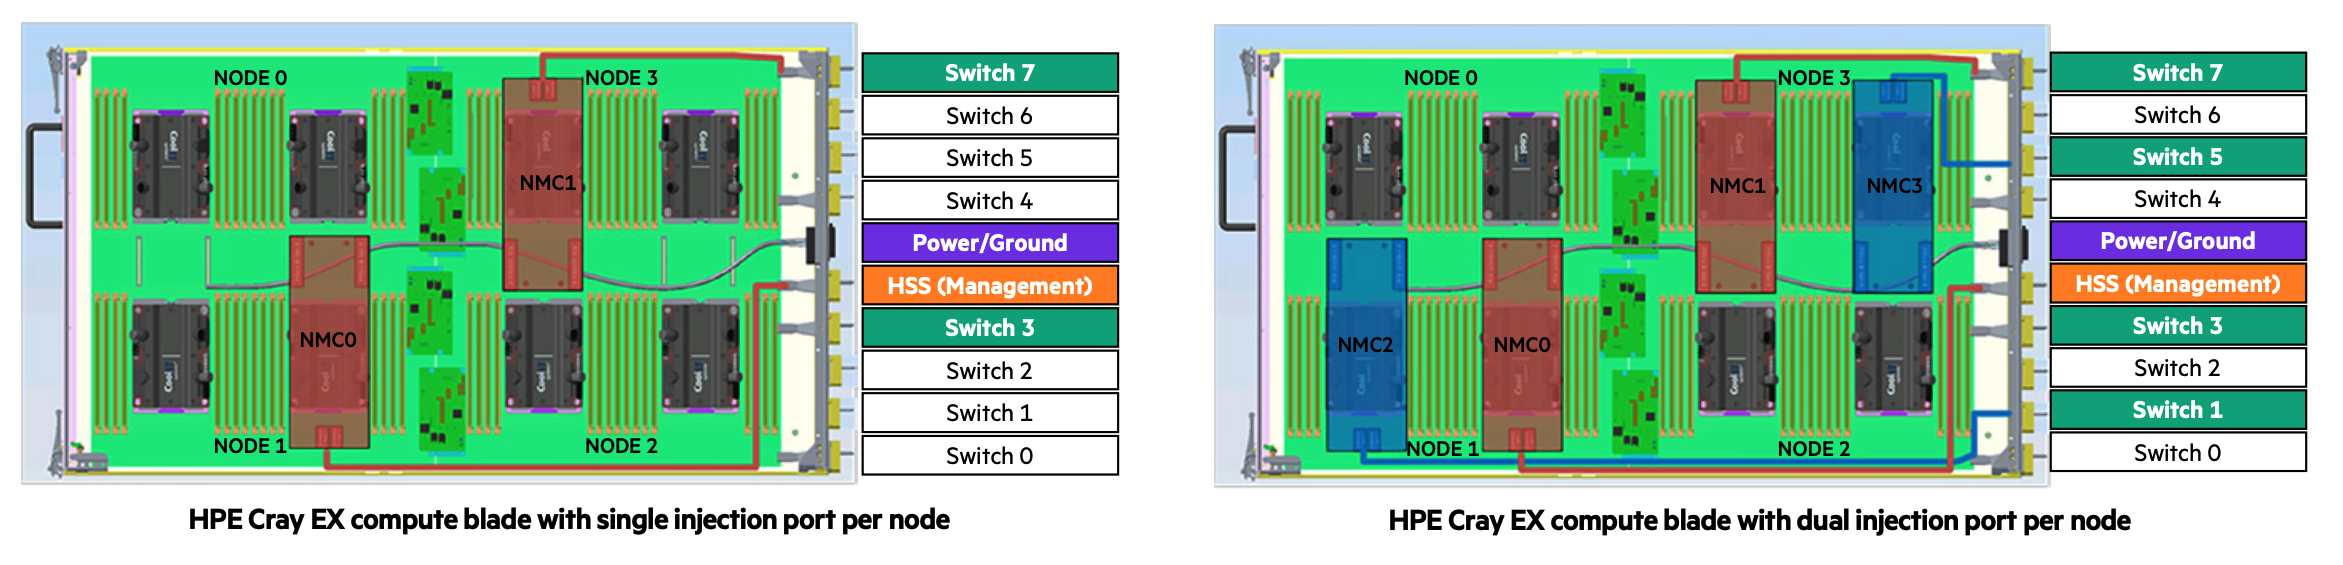 NODE 0
NODE 3
NMC1
NMC0
NODE 1
NODE 2
Switch 7
Switch 6
Switch 5
Switch 4
Power/Ground
HSS (Management)
Switch 3
Switch 2
Switch 1
Switch 0
HPE Cray EX compute blade with single injection port per node
NODE 0
NODE 3
NMC1
NMC3
NMC2
NMC0
NODE 1
NODE 2
Switch 7
Switch 6
Switch 5
Switch 4
Power/Ground
HSS (Management)
Switch 3
Switch 2
Switch 1
Switch 0
HPE Cray EX compute blade with dual injection port per node